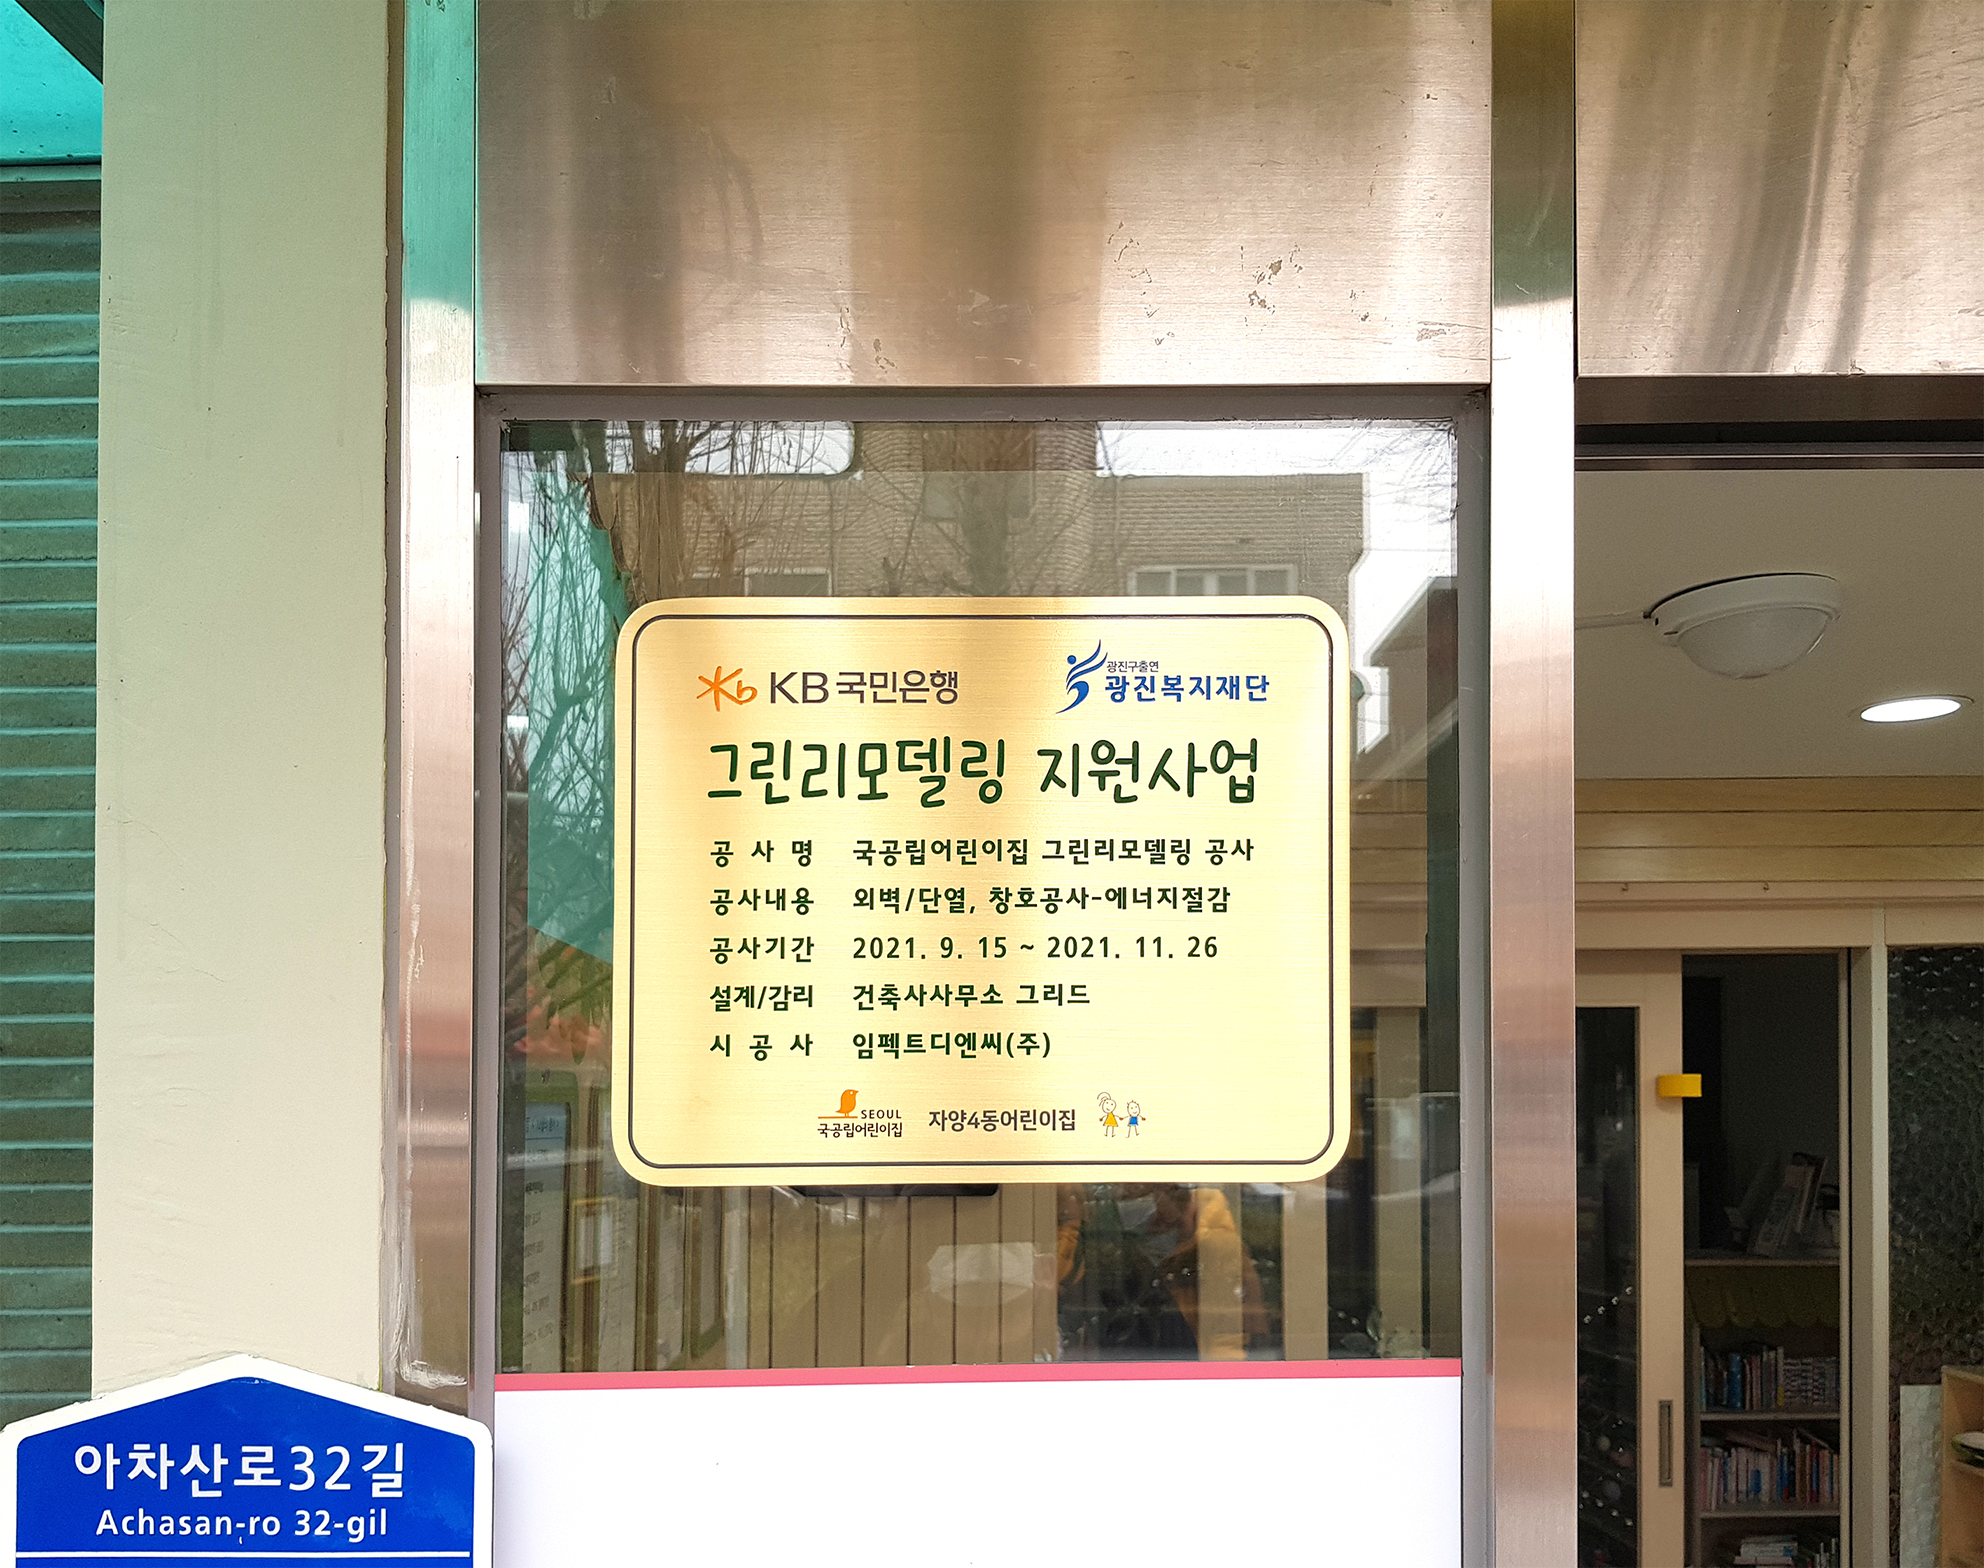 Kb KB국민은행
광진구출연
광진복지재단
그린리모델링 지원사업
공 사 명 국공립어린이집 그린리모델링 공사
공사내용 외벽/단열, 창호공사-에너지절감
공사기간 2021. 9. 15 ~ 2021. 11. 26
설계/감리 건축사사무소 그리드
시 공 사 임펙트디엔씨(주)
SEOUL
국공립어린이집
자양4동어린이집
아차산로32길
Achasan-ro 32-gil